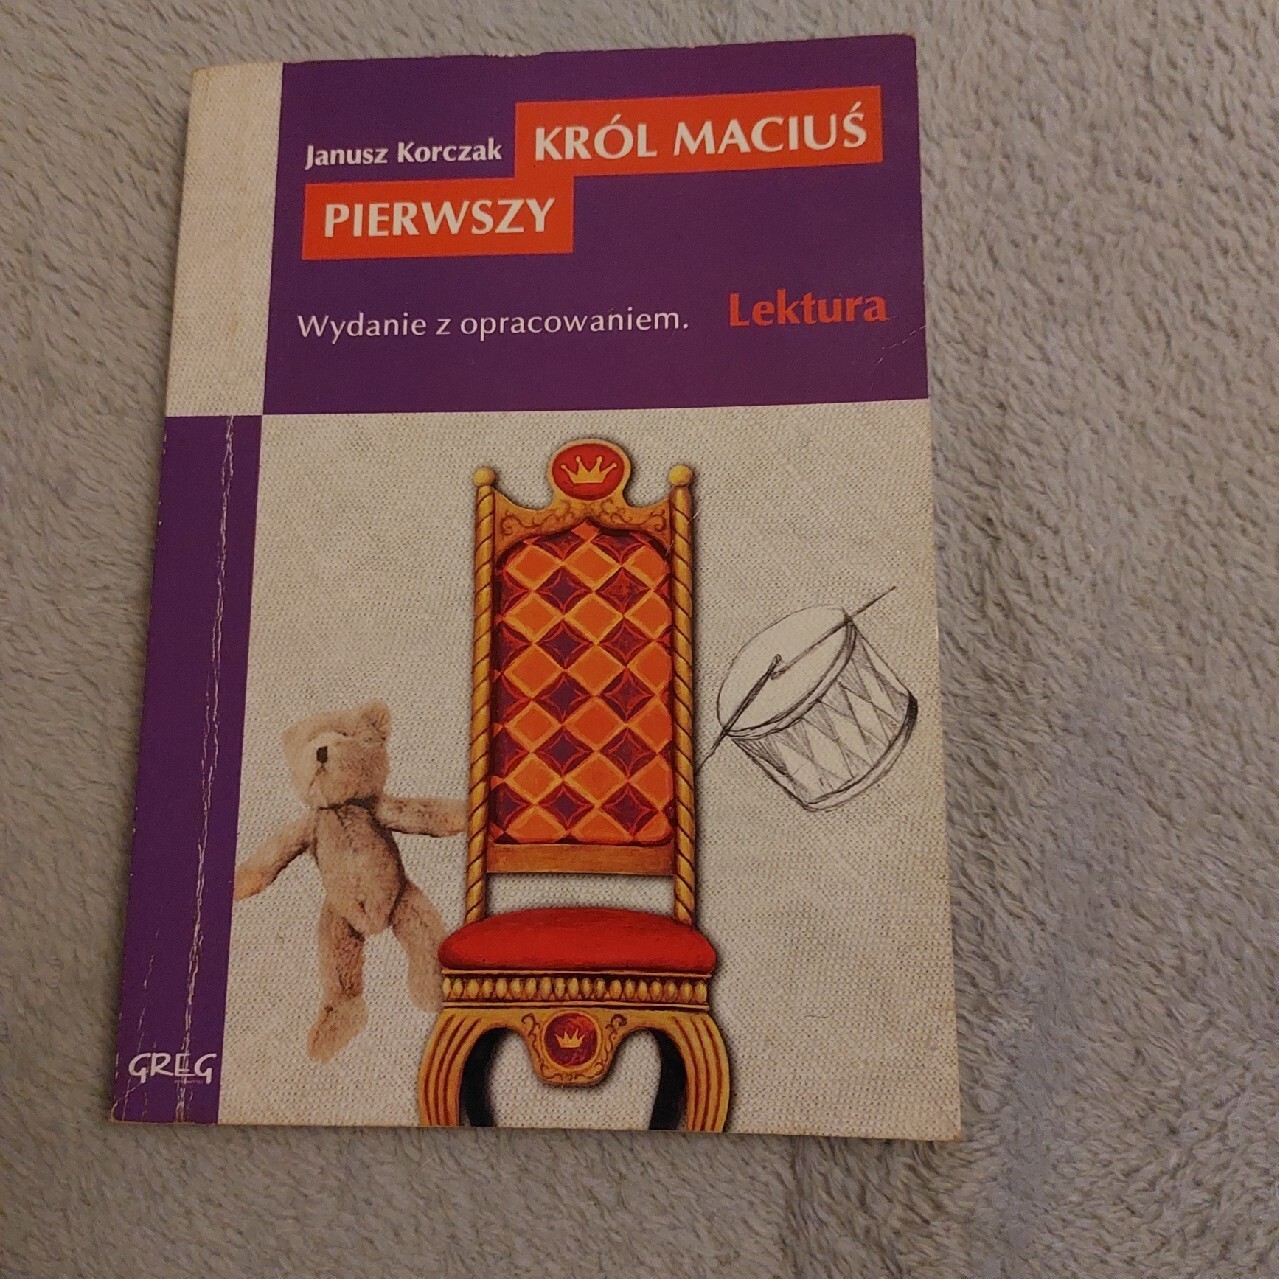 Janusz Korczak KRÓL MACIUŚ
PIERWSZY
Wydanie z opracowaniem. Lektura
GREG